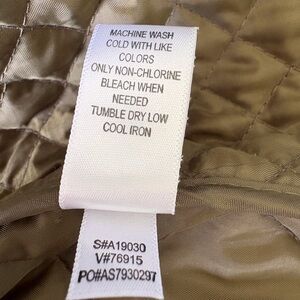 MACHINE WASH
COLD WITH LIKE
COLORS
ONLY NON-CHLORINE
BLEACH WHEN
NEEDED
TUMBLE DRY LOW
COOL IRON
S#A19030
V#76915
PO#AS7930297